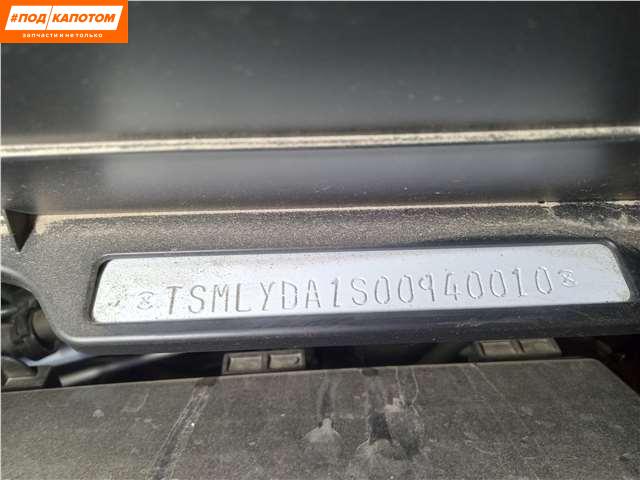 #ПОД КАПОТОМ
ЗАПЧАСТИ И НЕ ТОЛЬКО
TSMLYDA1S00940010